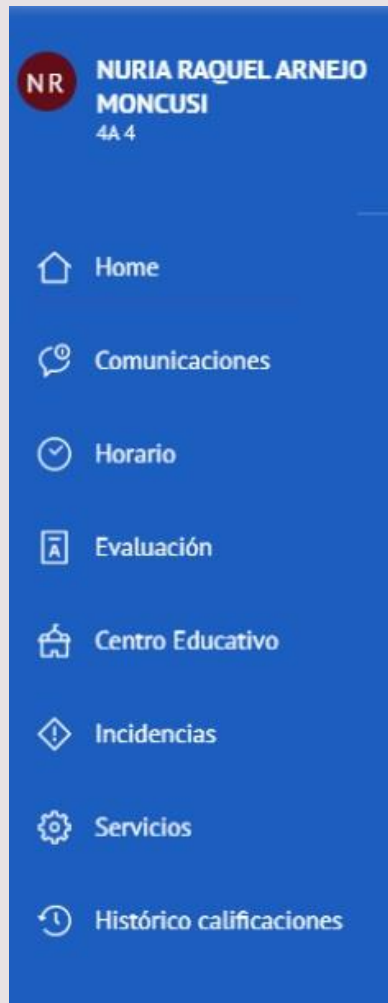 NR
NURIA RAQUEL ARNEJO
MONCUSI
4A 4
Home
Comunicaciones
Horario
A
Evaluación
Centro Educativo
Incidencias
Servicios
Histórico calificaciones